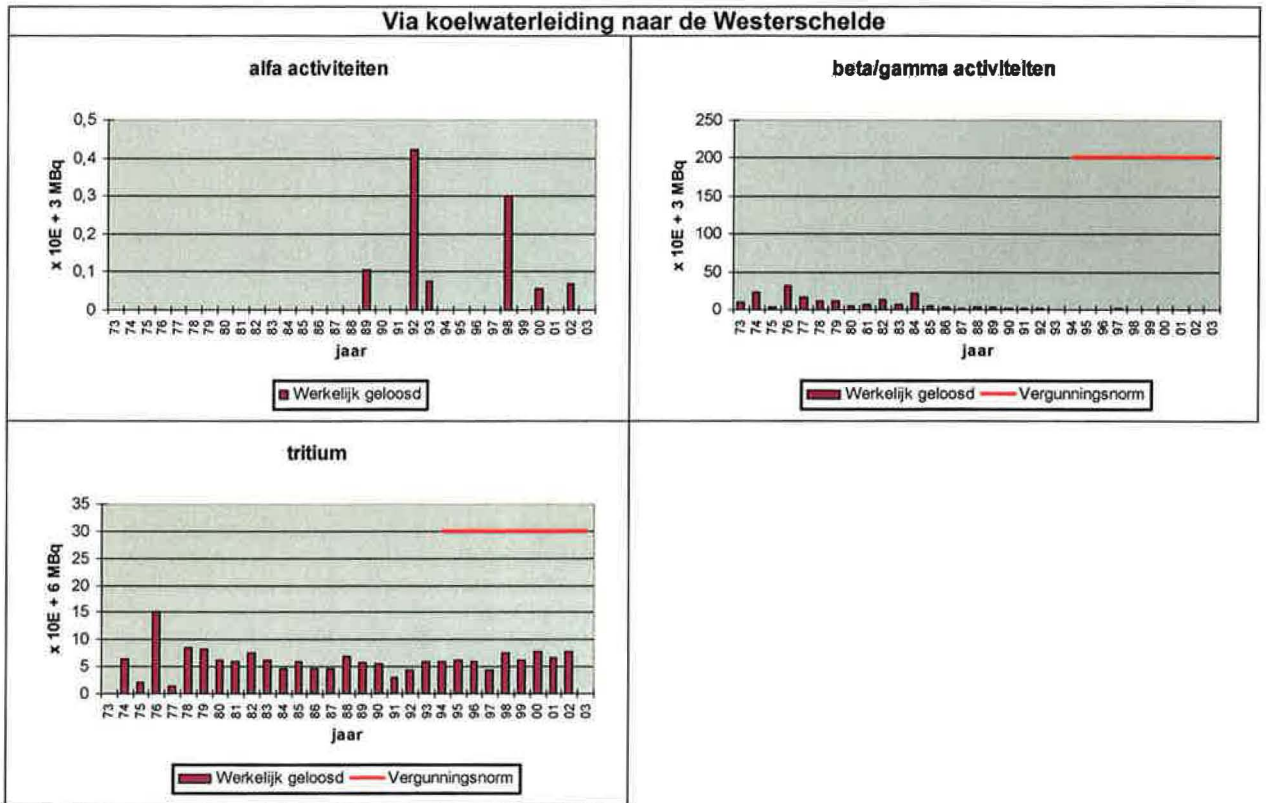 Via koelwaterleiding naar de Westerschelde
alfa activiteiten
x 10E + 3 MBq
0,5
0,4
0,3
0,2
0,1
0
73 74 75 76 77 78 79 80 81 82 83 84 85 86 87 88 89 90 91 92 93 94 95 96 97 98 99 00 01 02 03
jaar
Werkelijk geloosd
beta/gamma activiteiten
x 10E + 3 MBq
250
200
150
100
50
0
73 74 75 76 77 78 79 80 81 82 83 84 85 86 87 88 89 90 91 92 93 94 95 96 97 98 99 00 01 02 03
jaar
Werkelijk geloosd Vergunningsnorm
tritium
x 10E + 6 MBq
35
30
25
20
15
10
5
0
73 74 75 76 77 78 79 80 81 82 83 84 85 86 87 88 89 90 91 92 93 94 95 96 97 98 99 00 01 02 03
jaar
Werkelijk geloosd Vergunningsnorm